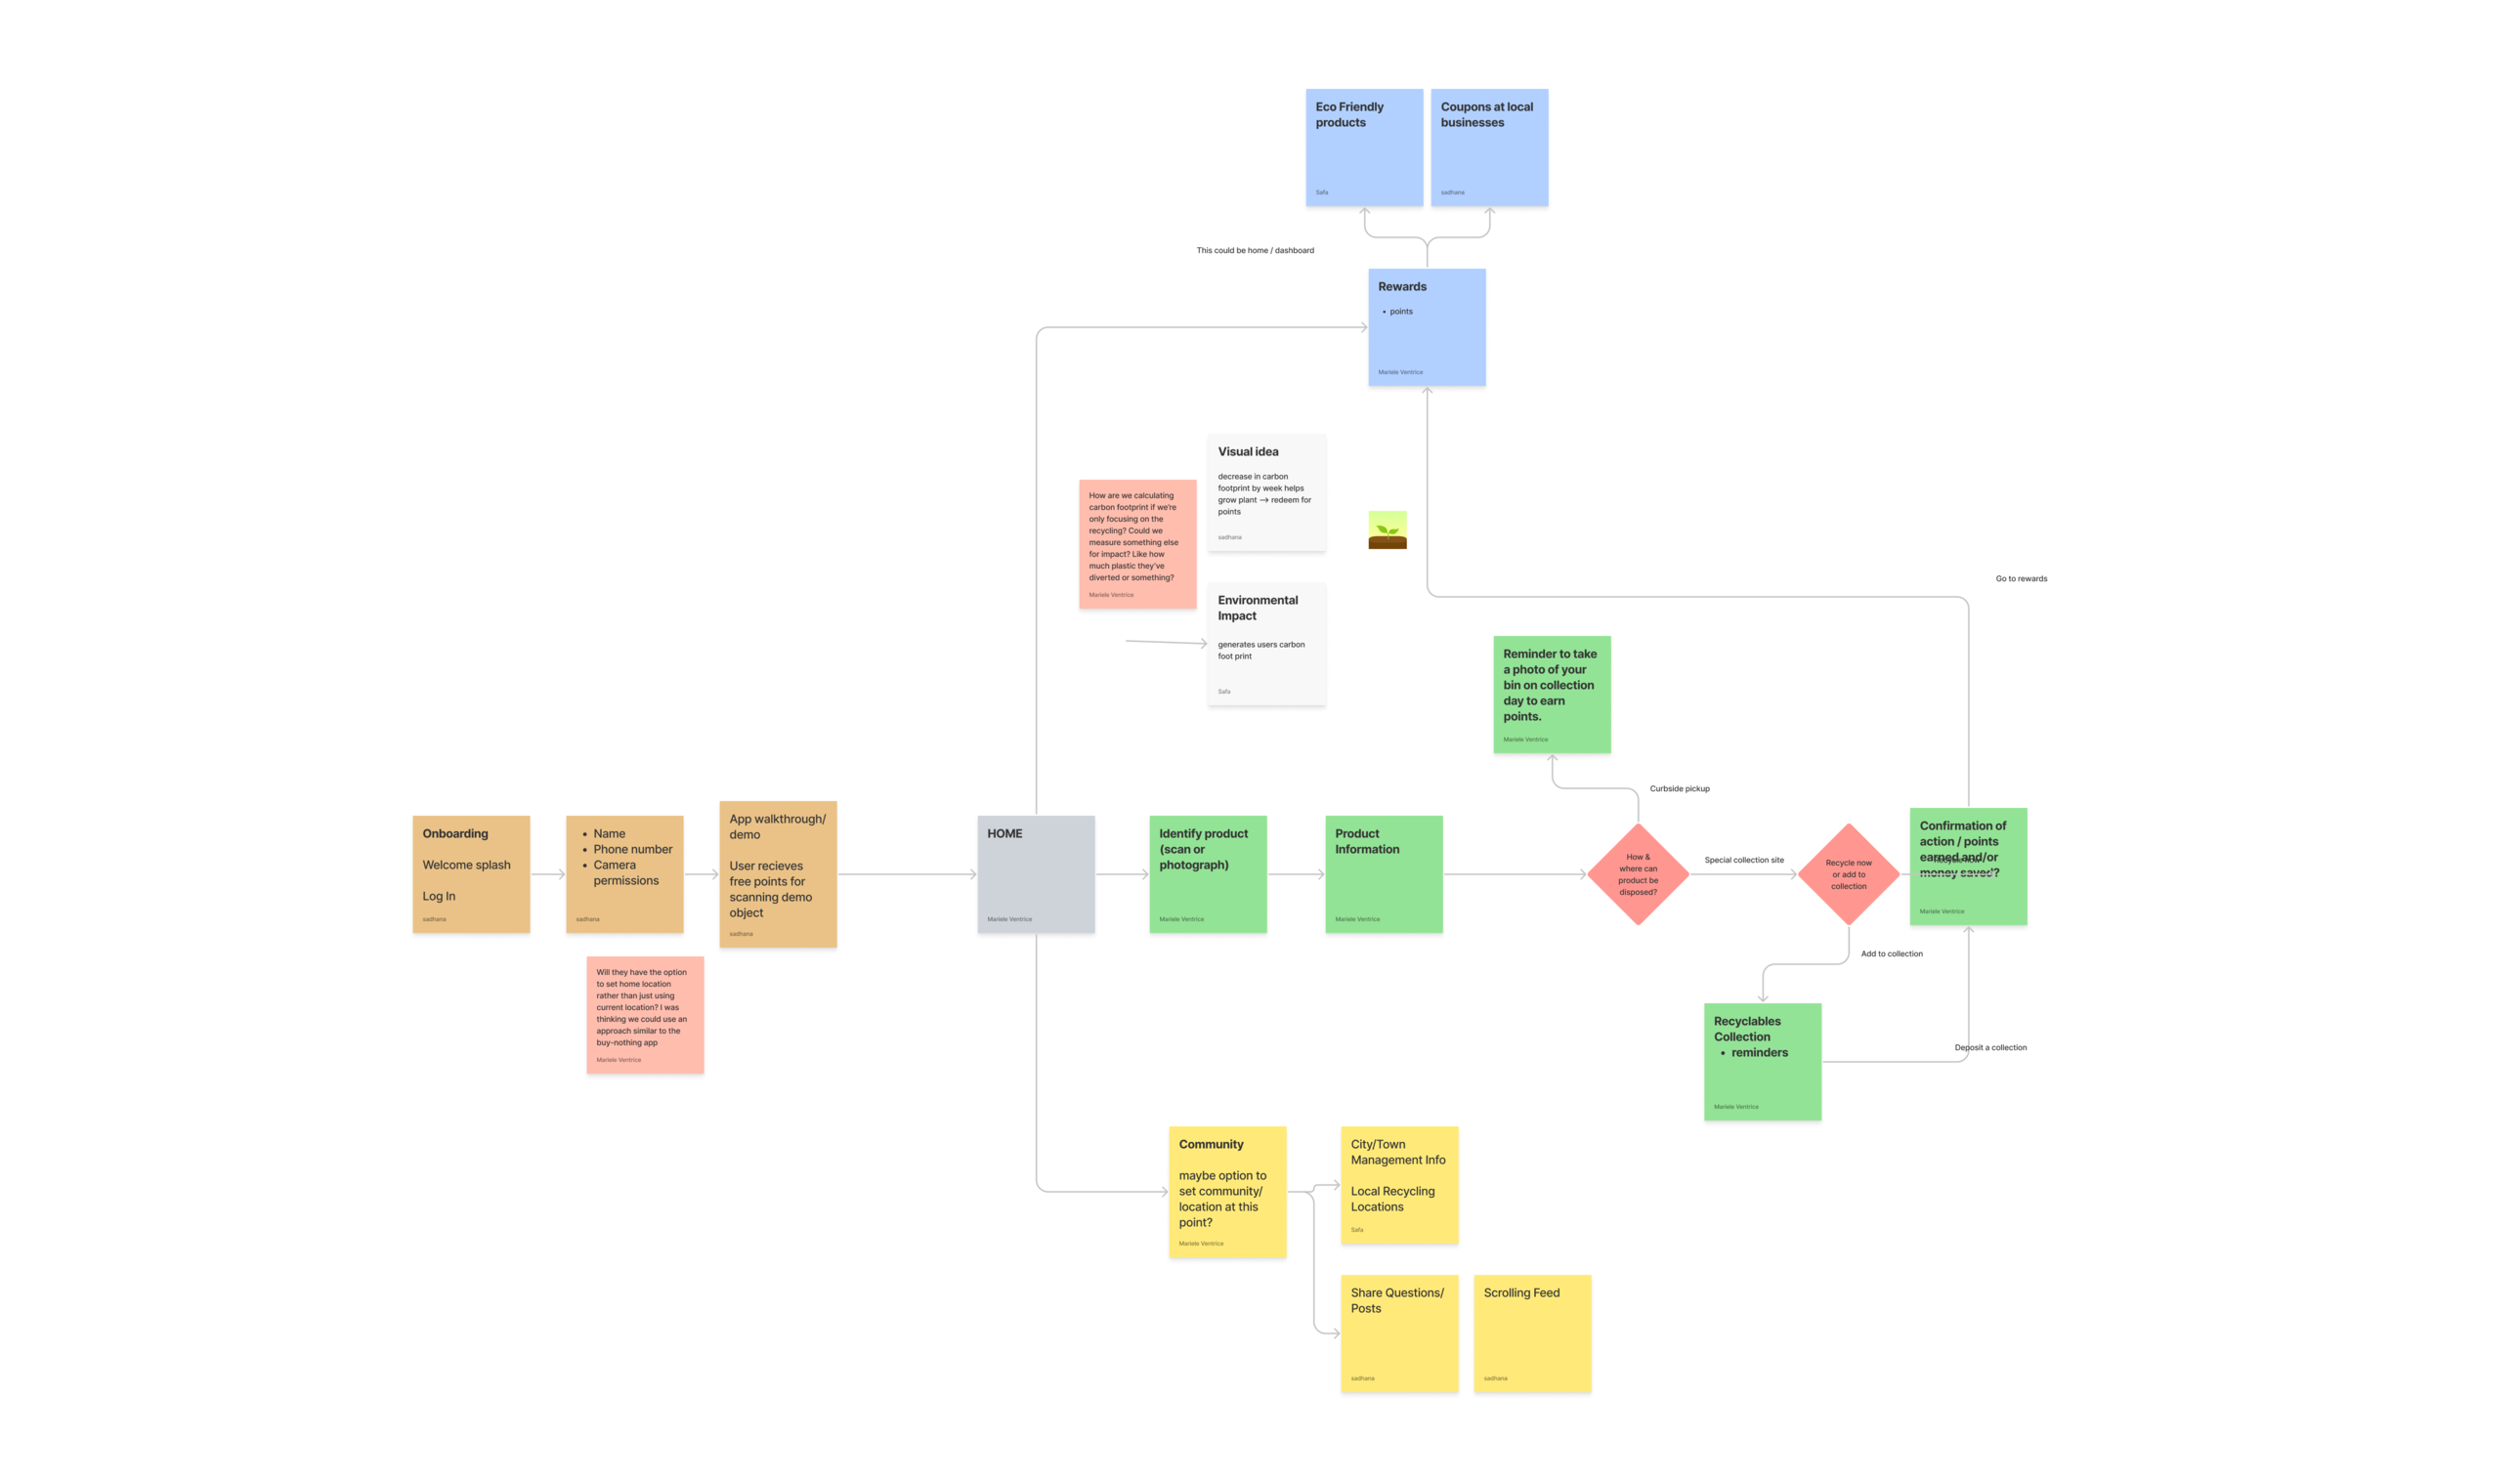 Eco Friendly
products
Safa
Coupons at local
businesses
sadhana
This could be home / dashboard
Rewards
• points
Mariele Ventrice
Visual idea
decrease in carbon
footprint by week helps
grow plant → redeem for
points
sadhana
How are we calculating
carbon footprint if we're
only focusing on the
recycling? Could we
measure something else
for impact? Like how
much plastic they've
diverted or something?
Mariele Ventrice
Environmental
Impact
generates users carbon
foot print
Safa
Go to rewards
Reminder to take
a photo of your
bin on collection
day to earn
points.
Mariele Ventrice
Curbside pickup
Onboarding
Welcome splash
Log In
sadhana
• Name
• Phone number
• Camera
permissions
sadhana
App walkthrough/
demo
User recieves
free points for
scanning demo
object
sadhana
HOME
Mariele Ventrice
Identify product
(scan or
photograph)
Mariele Ventrice
Product
Information
Mariele Ventrice
How &
where can
product be
disposed?
Special collection site
Recycle now
or add to
collection
Confirmation of
action / points
earned and/or
money saved?
Recycle now
Mariele Ventrice
Will they have the option
to set home location
rather than just using
current location? I was
thinking we could use an
approach similar to the
buy-nothing app
Mariele Ventrice
Add to collection
Recyclables
Collection
• reminders
Mariele Ventrice
Deposit a collection
Community
maybe option to
set community/
location at this
point?
Mariele Ventrice
City/Town
Management Info
Local Recycling
Locations
Safa
Share Questions/
Posts
sadhana
Scrolling Feed
sadhana